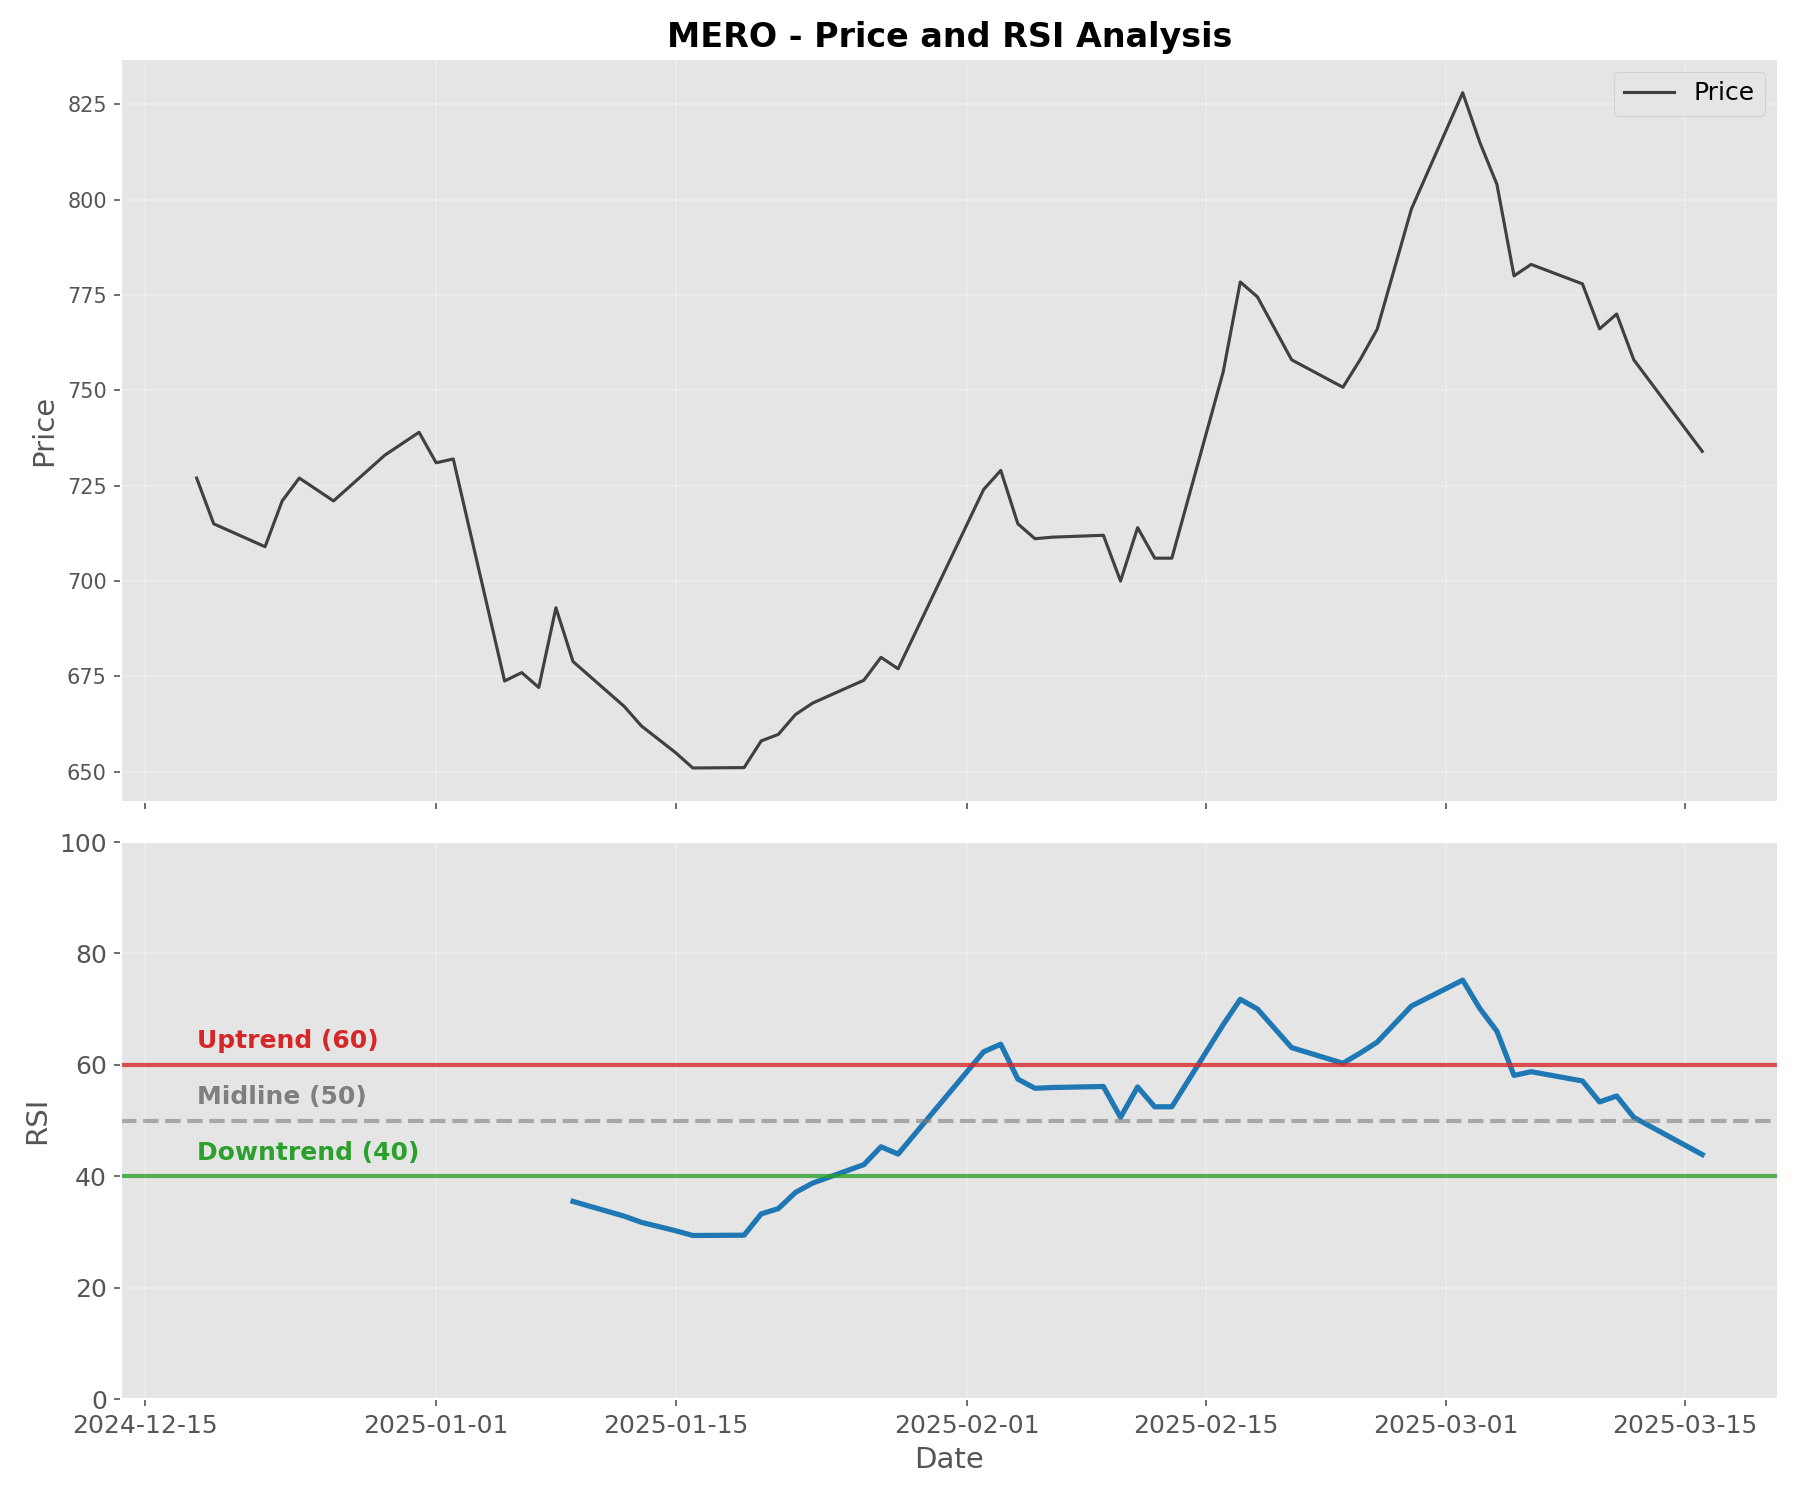 MERO - Price and RSI Analysis
Price
825
800
775
750
725
700
675
650
Price
100
80
60
40
20
0
RSI
Uptrend (60)
Midline (50)
Downtrend (40)
2024-12-15
2025-01-01
2025-01-15
2025-02-01
2025-02-15
2025-03-01
2025-03-15
Date